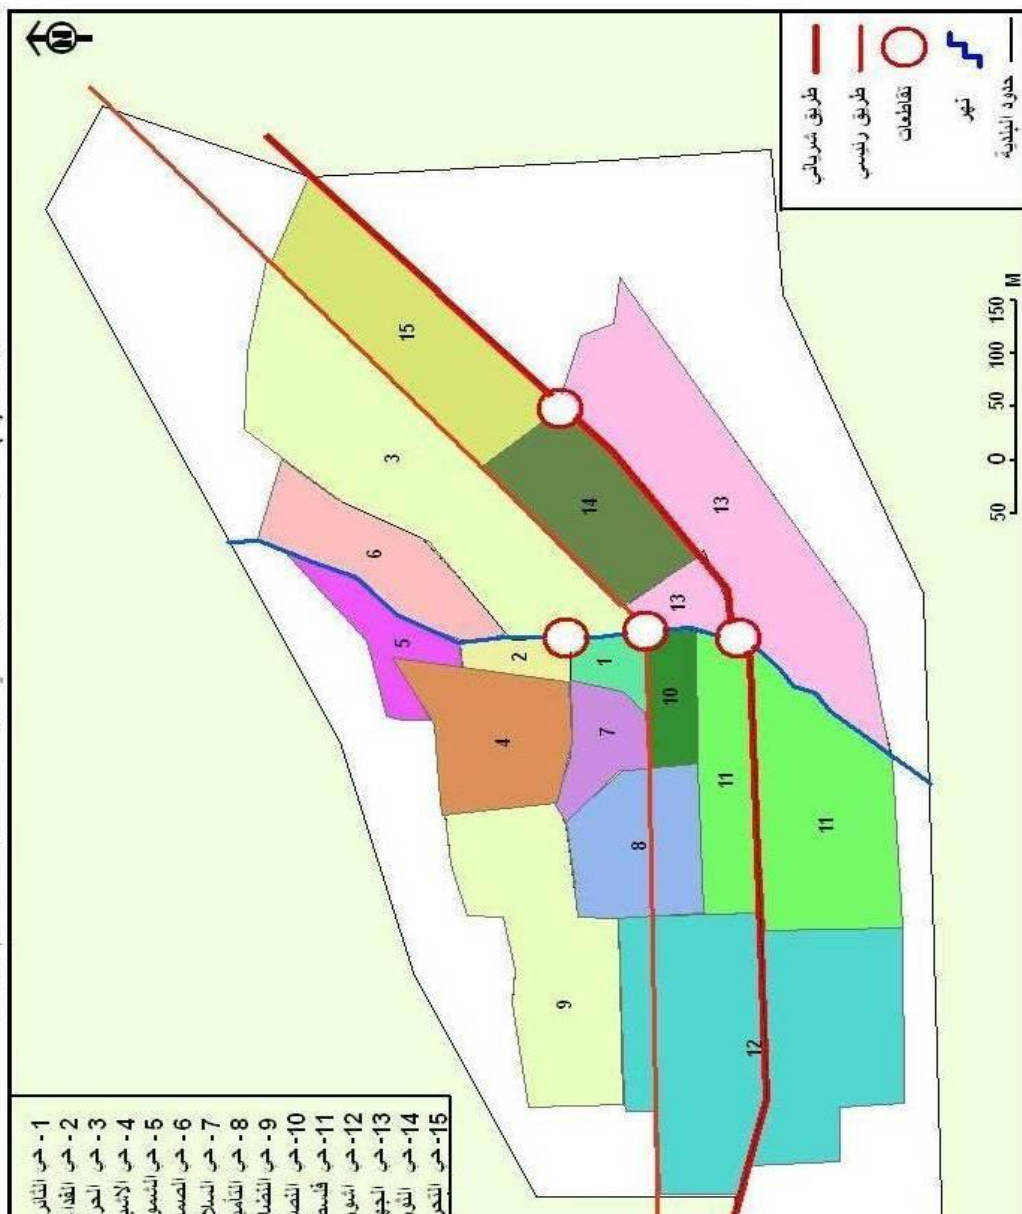 N
طريق شرياني
طريق رئيسي
تقاطعات
نهر
حدود البلدية
15
3
14
13
6
13
5
2
1
4
7
10
11
8
11
9
12
50 0 50 100 150
M
1 - حي
2 - حي
3 - حي
4 - حي
5 - حي
6 - حي
7 - حي
8 - حي
9 - حي
10-حي
11-حي
12-حي
13-حي
14-حي
15-حي